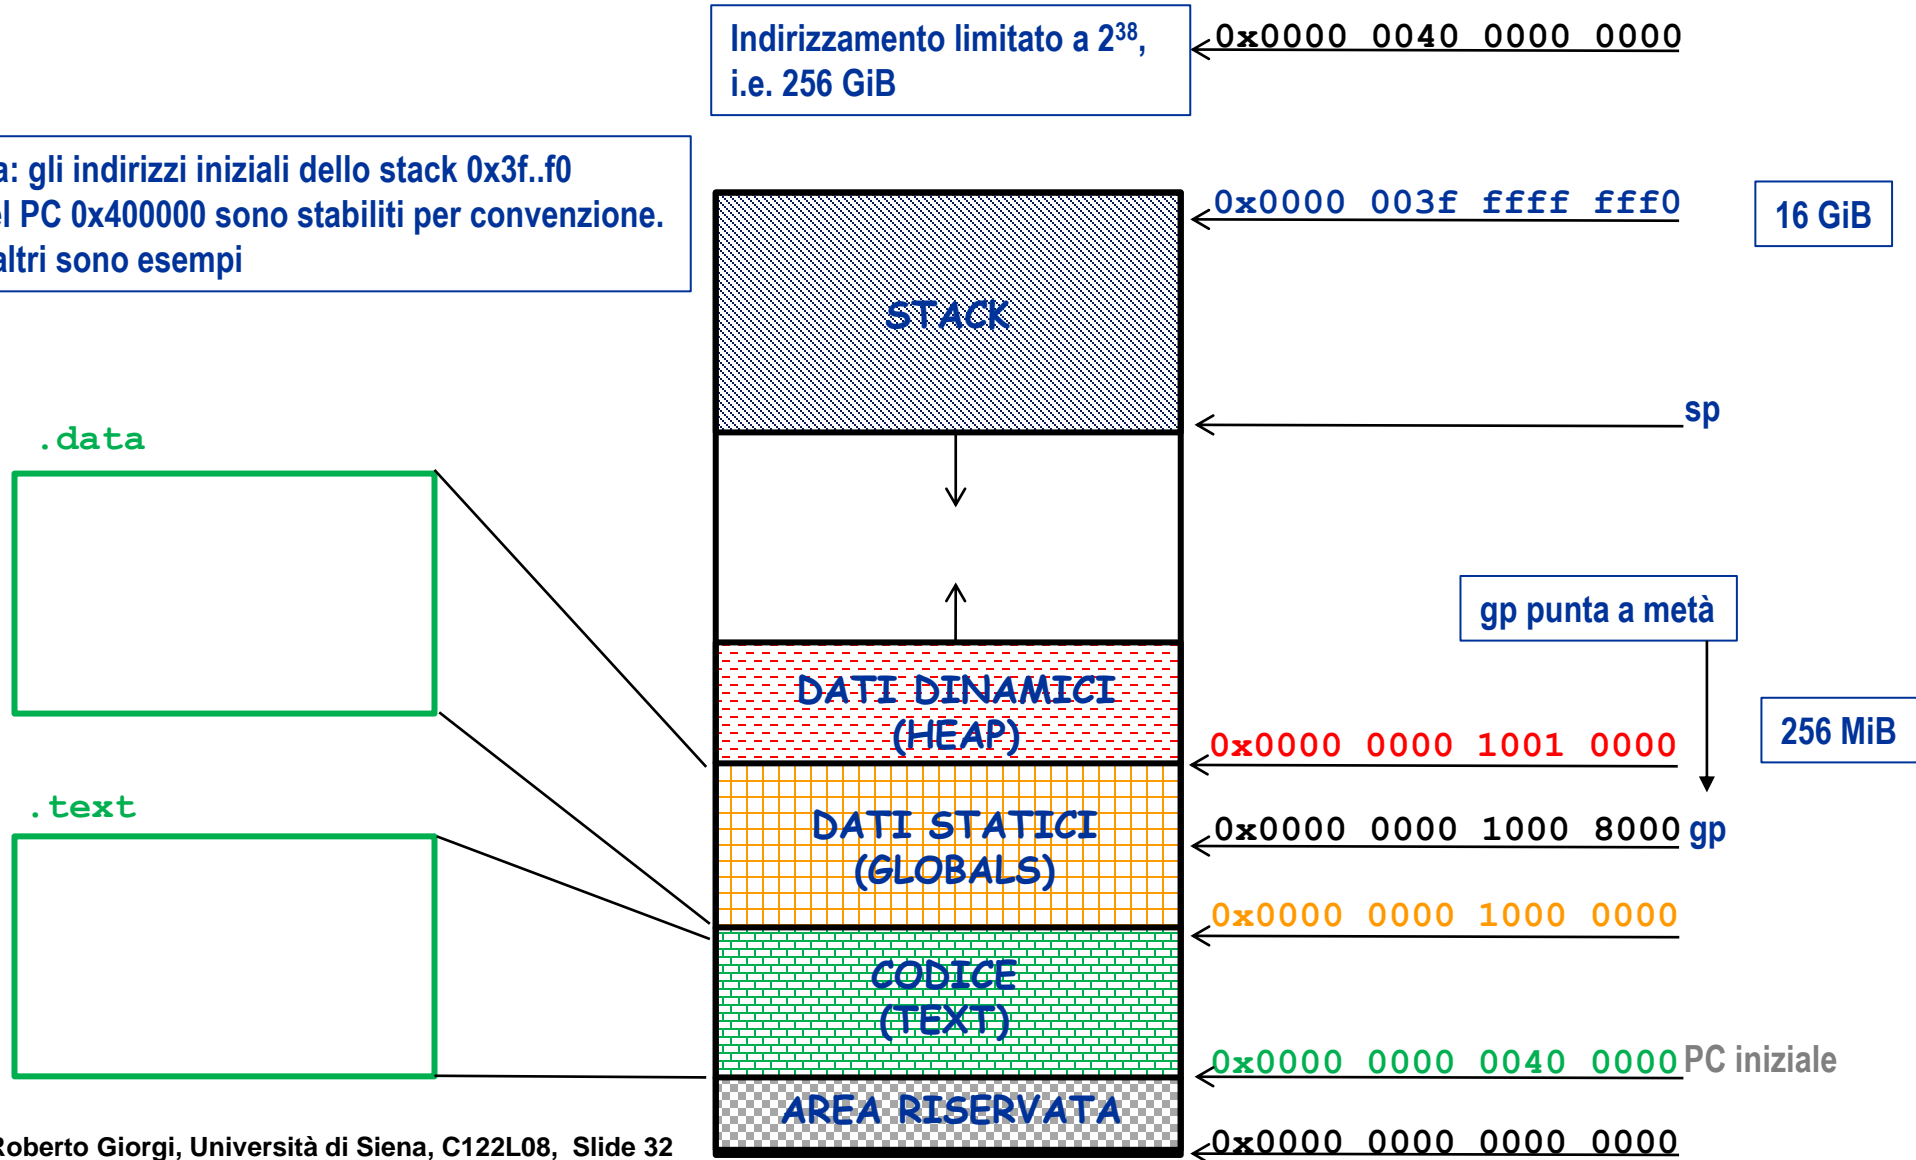 Indirizzamento limitato a 2³⁸,
i.e. 256 GiB
0x0000 0040 0000 0000
a: gli indirizzi iniziali dello stack 0x3f..f0
el PC 0x400000 sono stabiliti per convenzione.
altri sono esempi
0x0000 003f ffff fff0
16 GiB
STACK
sp
.data
gp punta a metà
DATI DINAMICI
(HEAP)
0x0000 0000 1001 0000
256 MiB
.text
DATI STATICI
(GLOBALS)
0x0000 0000 1000 8000 gp
0x0000 0000 1000 0000
CODICE
(TEXT)
0x0000 0000 0040 0000 PC iniziale
AREA RISERVATA
0x0000 0000 0000 0000
Roberto Giorgi, Università di Siena, C122L08, Slide 32